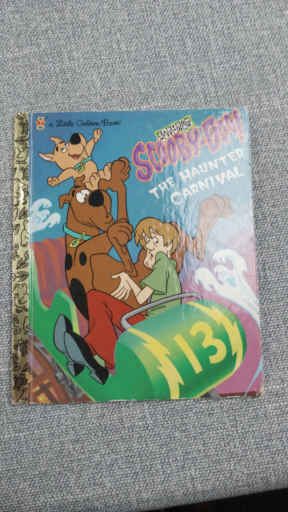 a Little Golden Book®
SCOOBY-DOO!
THE HAUNTED
CARNIVAL
13